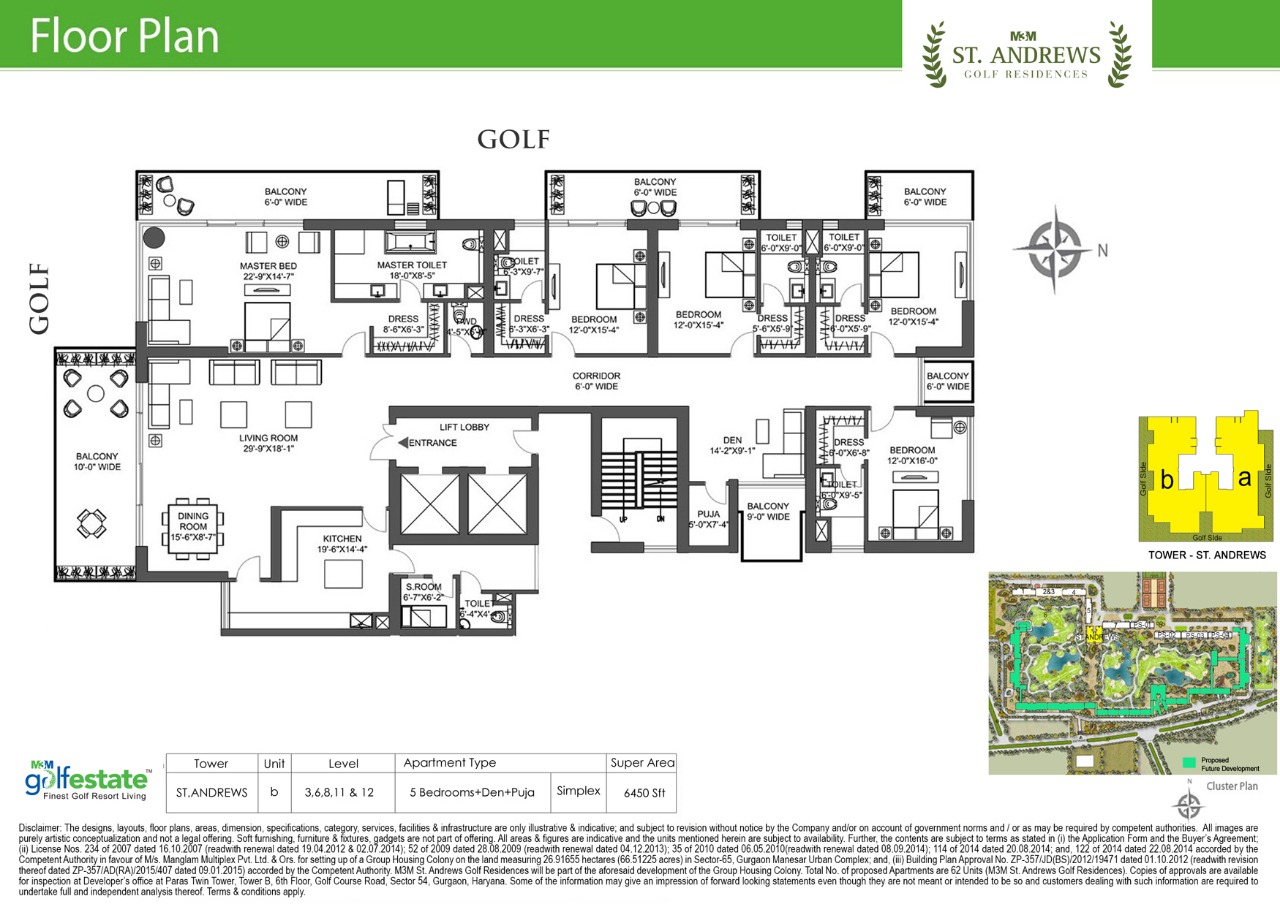 Floor Plan
M3M
ST. ANDREWS
GOLF RESIDENCES
GOLF
GOLF
BALCONY
6'-0" WIDE
BALCONY
6'-0" WIDE
BALCONY
6'-0" WIDE
N
MASTER BED
22'-9"X14'-7"
MASTER TOILET
18'-0"X8'-5"
TOILET
6'-3"X9'-7"
TOILET
6'-0"X9'-0"
TOILET
6'-0"X9'-0"
DRESS
8'-6"X6'-3"
DRESS
6'-3"X6'-3"
BEDROOM
12'-0"X15'-4"
BEDROOM
12'-0"X15'-4"
DRESS
5'-6"X5'-9"
DRESS
6'-0"X5'-9"
BEDROOM
12'-0"X15'-4"
CORRIDOR
6'-0" WIDE
BALCONY
6'-0" WIDE
BALCONY
10'-0" WIDE
LIVING ROOM
29'-9"X18'-1"
LIFT LOBBY
ENTRANCE
DEN
14'-2"X9'-1"
DRESS
6'-0"X6'-8"
BEDROOM
12'-0"X16'-0"
TOILET
6'-0"X9'-5"
DINING
ROOM
15'-6"X8'-7"
KITCHEN
19'-6"X14'-4"
UP
DN
PUJA
5'-0"X7'-4"
BALCONY
9'-0" WIDE
S.ROOM
6'-7"X6'-2"
TOILET
Golf Side
b
a
Golf Side
Golf Side
TOWER - ST. ANDREWS
1
2&3
4
5
6
7
PS-01
PS-02
PS-03
PS-04
ST.ANDREWS
Proposed
Future Development
N
Cluster Plan
M3M
golfestate™
Finest Golf Resort Living
Tower Unit Level Apartment Type Super Area
ST.ANDREWS b 3,6,8,11 & 12 5 Bedrooms+Den+Puja Simplex 6450 Sft
Disclaimer: The designs, layouts, floor plans, areas, dimension, specifications, category, services, facilities & infrastructure are only illustrative & indicative; and subject to revision without notice by the Company and/or on account of government norms and / or as may be required by competent authorities. All images are
purely artistic conceptualization and not a legal offering. Soft furnishing, furniture & fixtures, gadgets are not part of offering. All areas & figures are indicative and the units mentioned herein are subject to availability. Further, the contents are subject to terms as stated in (i) the Application Form and the Buyer's Agreement;
(ii) License Nos. 234 of 2007 dated 16.10.2007 (readwith renewal dated 19.04.2012 & 02.07.2014); 52 of 2009 dated 28.08.2009 (readwith renewal dated 04.12.2013); 35 of 2010 dated 06.05.2010(readwith renewal dated 08.09.2014); 114 of 2014 dated 20.08.2014; and, 122 of 2014 dated 22.08.2014 accorded by the
Competent Authority in favour of M/s. Manglam Multiplex Pvt. Ltd. & Ors. for setting up of a Group Housing Colony on the land measuring 26.91655 hectares (66.51225 acres) in Sector-65, Gurgaon Manesar Urban Complex; and, (iii) Building Plan Approval No. ZP-357/JD(BS)/2012/19471 dated 01.10.2012 (readwith revision
thereof dated ZP-357/AD(RA)/2015/407 dated 09.01.2015) accorded by the Competent Authority. M3M St. Andrews Golf Residences will be part of the aforesaid development of the Group Housing Colony. Total No. of proposed Apartments are 62 Units (M3M St. Andrews Golf Residences). Copies of approvals are available
for inspection at Developer's office at Paras Twin Tower, Tower B, 6th Floor, Golf Course Road, Sector 54, Gurgaon, Haryana. Some of the information may give an impression of forward looking statements even though they are not meant or intended to be so and customers dealing with such information are required to
undertake full and independent analysis thereof. Terms & conditions apply.